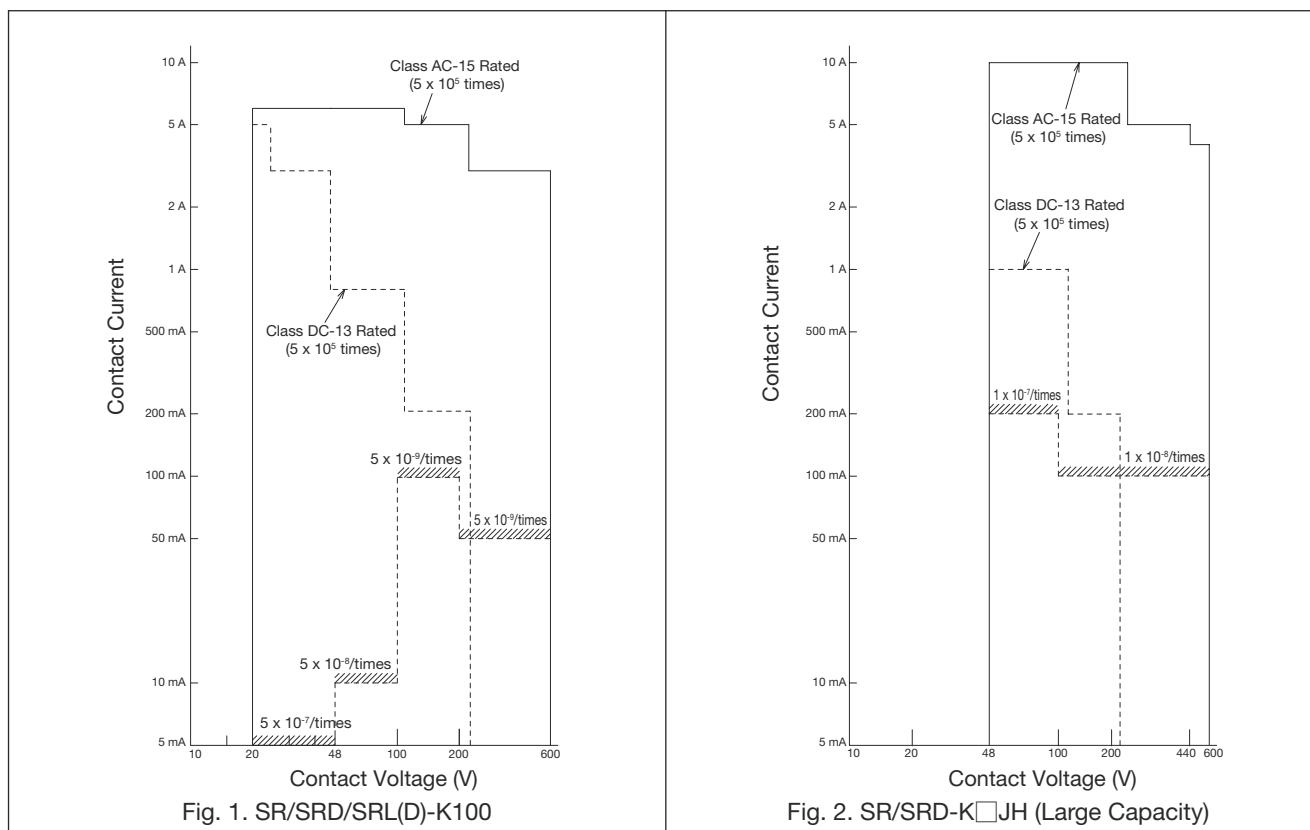 10 A
5 A
2 A
1 A
500 mA
200 mA
100 mA
50 mA
10 mA
5 mA
Contact Current
Class AC-15 Rated
(5 x 10⁵ times)
Class DC-13 Rated
(5 x 10⁵ times)
5 x 10⁻⁹/times
5 x 10⁻⁹/times
5 x 10⁻⁸/times
5 x 10⁻⁷/times
10 20 48 100 200 600
Contact Voltage (V)
Fig. 1. SR/SRD/SRL(D)-K100
10 A
5 A
2 A
1 A
500 mA
200 mA
100 mA
50 mA
10 mA
5 mA
Contact Current
Class AC-15 Rated
(5 x 10⁵ times)
Class DC-13 Rated
(5 x 10⁵ times)
1 x 10⁻⁷/times
1 x 10⁻⁸/times
10 20 48 100 200 440 600
Contact Voltage (V)
Fig. 2. SR/SRD-K□JH (Large Capacity)